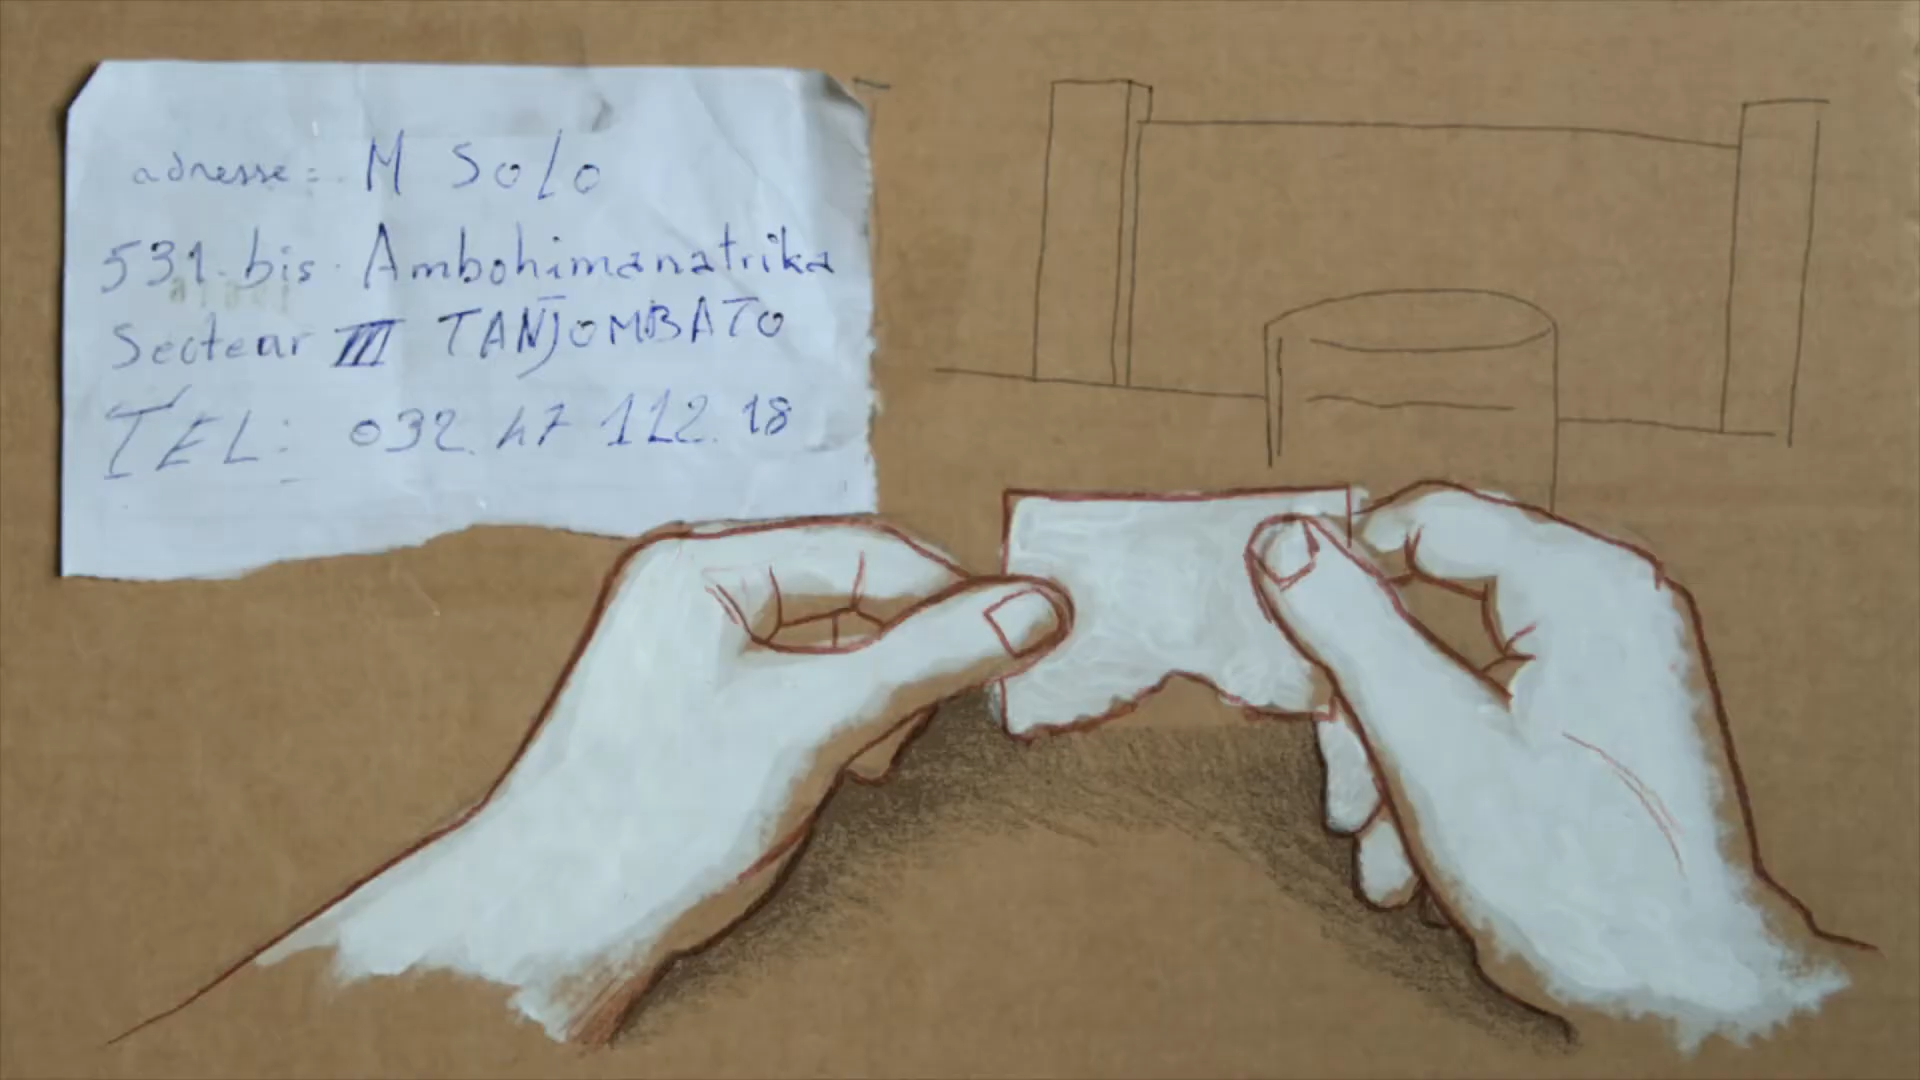 adresse: M SOLO
531 bis Ambohimanatrika
Secteur III TANJOMBATO
TEL: 032.47 112.18